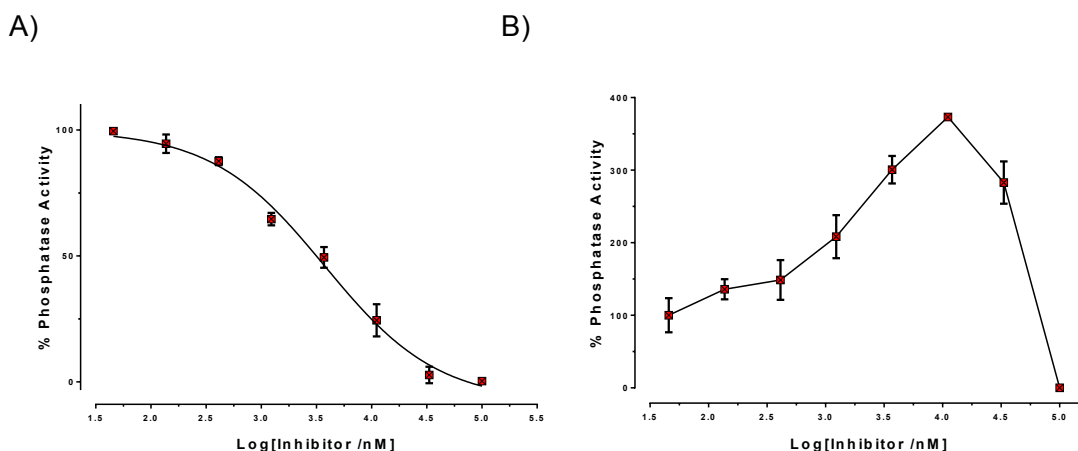 A)
B)
% Phosphatase Activity
100
50
0
1.5 2.0 2.5 3.0 3.5 4.0 4.5 5.0 5.5
Log[Inhibitor /nM]
% Phosphatase Activity
400
300
200
100
0
1.5 2.0 2.5 3.0 3.5 4.0 4.5 5.0
Log[Inhibitor /nM]